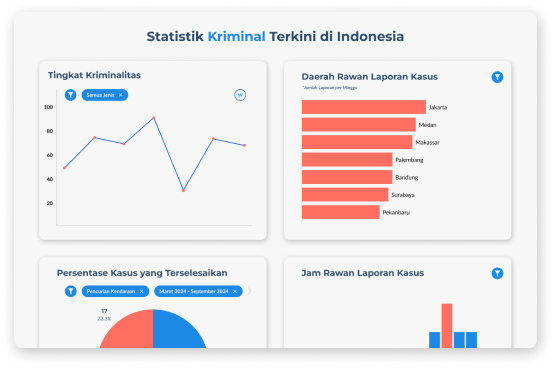 Statistik Kriminal Terkini di Indonesia
Tingkat Kriminalitas
Semua Jenis ×
W
100
80
60
40
20
Daerah Rawan Laporan Kasus
*Jumlah Laporan per Minggu
Jakarta
Medan
Makassar
Palembang
Bandung
Surabaya
Pekanbaru
Persentase Kasus yang Terselesaikan
Pencurian Kendaraan ×
Maret 2024 - September 2024 ×
17
23.3%
Jam Rawan Laporan Kasus